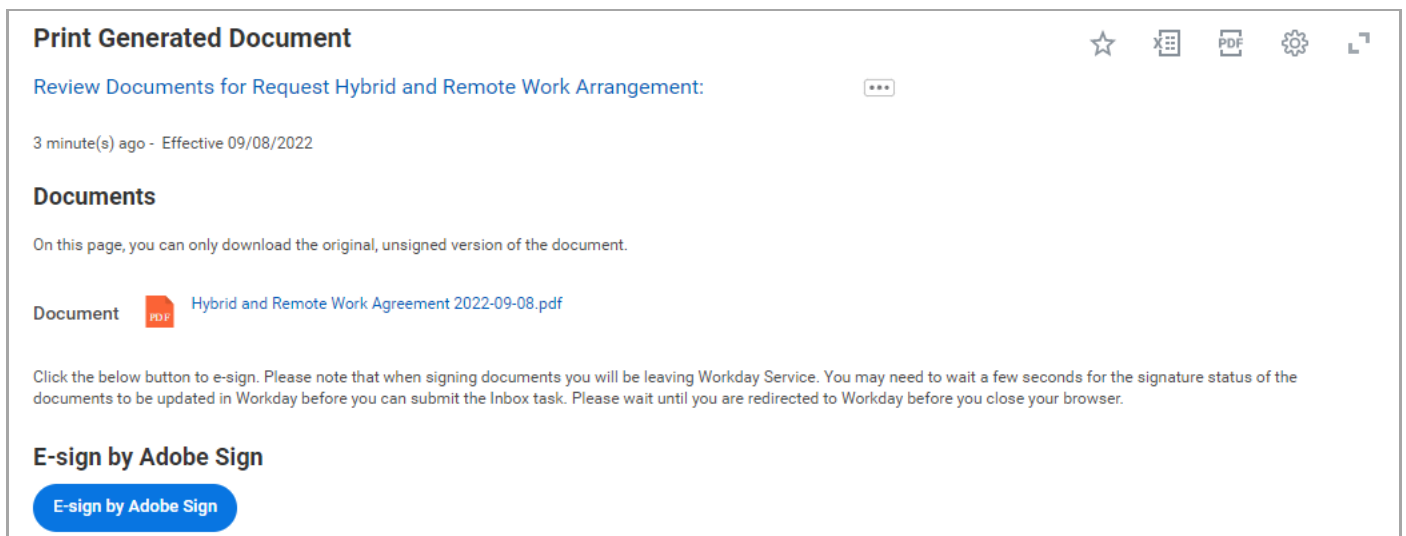 Print Generated Document
PDF
Review Documents for Request Hybrid and Remote Work Arrangement:
3 minute(s) ago - Effective 09/08/2022
Documents
On this page, you can only download the original, unsigned version of the document.
Document PDF Hybrid and Remote Work Agreement 2022-09-08.pdf
Click the below button to e-sign. Please note that when signing documents you will be leaving Workday Service. You may need to wait a few seconds for the signature status of the
documents to be updated in Workday before you can submit the Inbox task. Please wait until you are redirected to Workday before you close your browser.
E-sign by Adobe Sign
E-sign by Adobe Sign